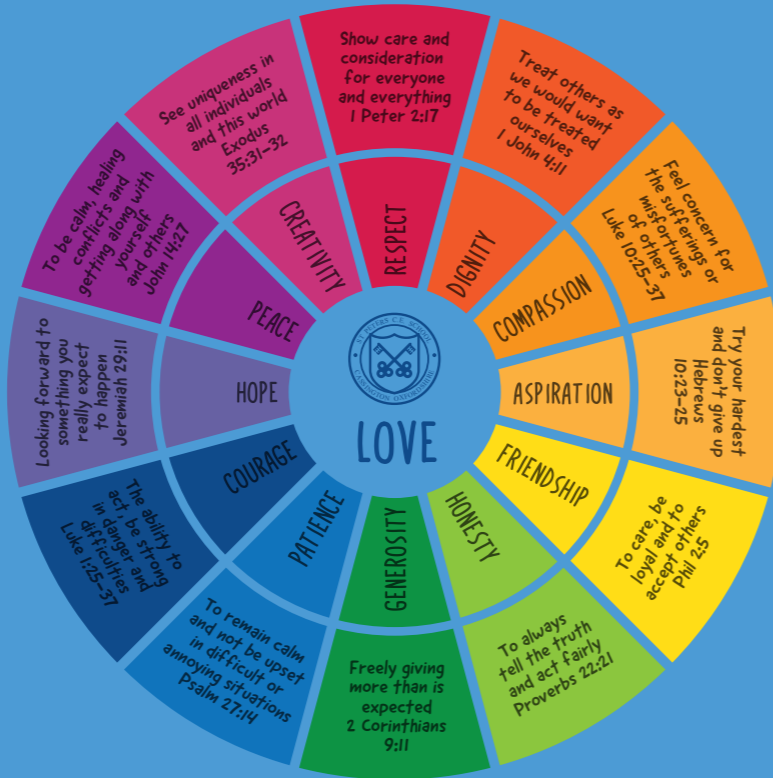 Show care and
consideration
for everyone
and everything
1 Peter 2:17
RESPECT
Treat others as
we would want
to be treated
ourselves
1 John 4:11
DIGNITY
Feel concern for
the sufferings or
misfortunes
of others
Luke 10:25-37
COMPASSION
Try your hardest
and don't give up
Hebrews
10:23-25
ASPIRATION
To care, be
loyal and to
accept others
Phil 2:5
FRIENDSHIP
To always
tell the truth
and act fairly
Proverbs 22:21
HONESTY
Freely giving
more than is
expected
2 Corinthians
9:11
GENEROSITY
To remain calm
and not be upset
in difficult or
annoying situations
Psalm 27:14
PATIENCE
The ability to
act, be strong
in danger and
difficulties
Luke 1:25-37
COURAGE
Looking forward to
something you
really expect
to happen
Jeremiah 29:11
HOPE
To be calm, healing
conflicts and
getting along with
yourself
and others
John 14:27
PEACE
See uniqueness in
all individuals
and this world
Exodus
35:31-32
CREATIVITY
ST PETERS C.E. SCHOOL
CASSINGTON OXFORDSHIRE
LOVE